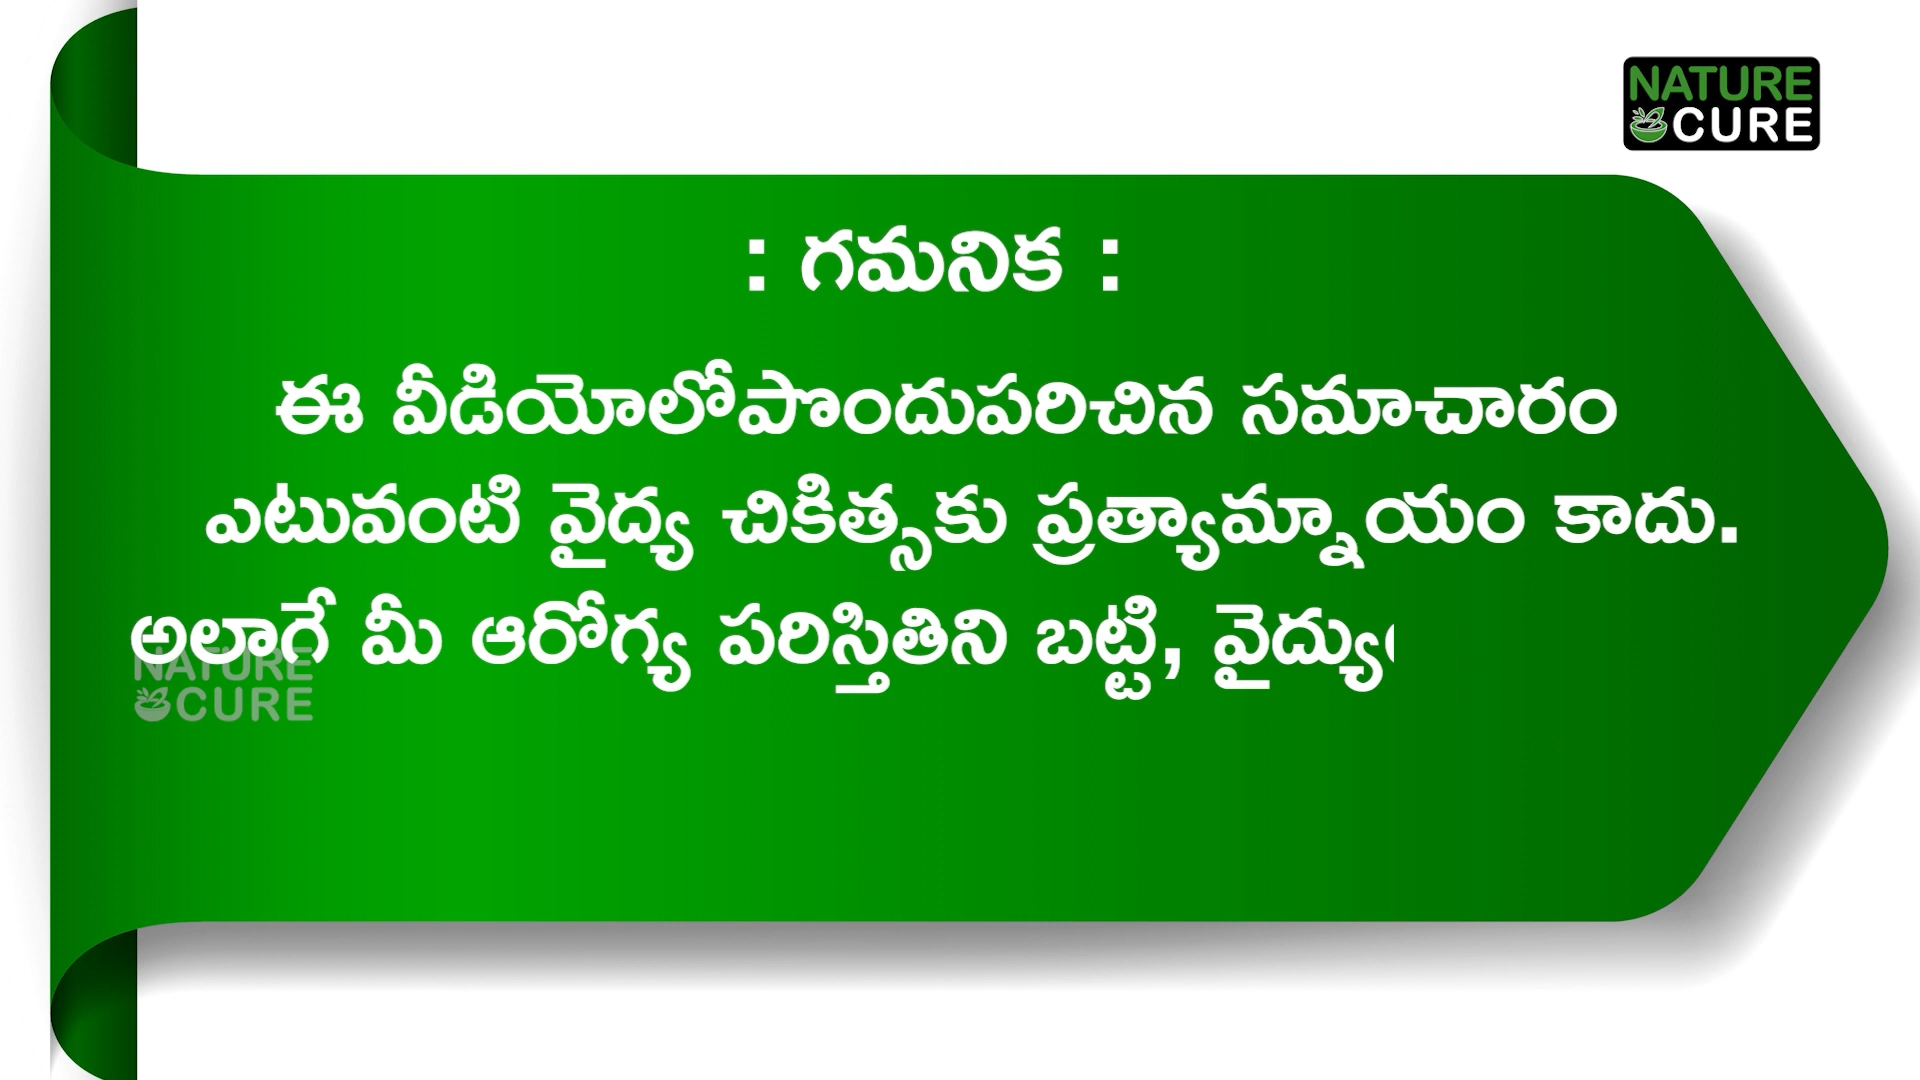 NATURE
CURE
: గమనిక :
ఈ వీడియోలోపొందుపరిచిన సమాచారం
ఎటువంటి వైద్య చికిత్సకు ప్రత్యామ్నాయం కాదు.
అలాగే మీ ఆరోగ్య పరిస్తితిని బట్టి,
NATURE
CURE